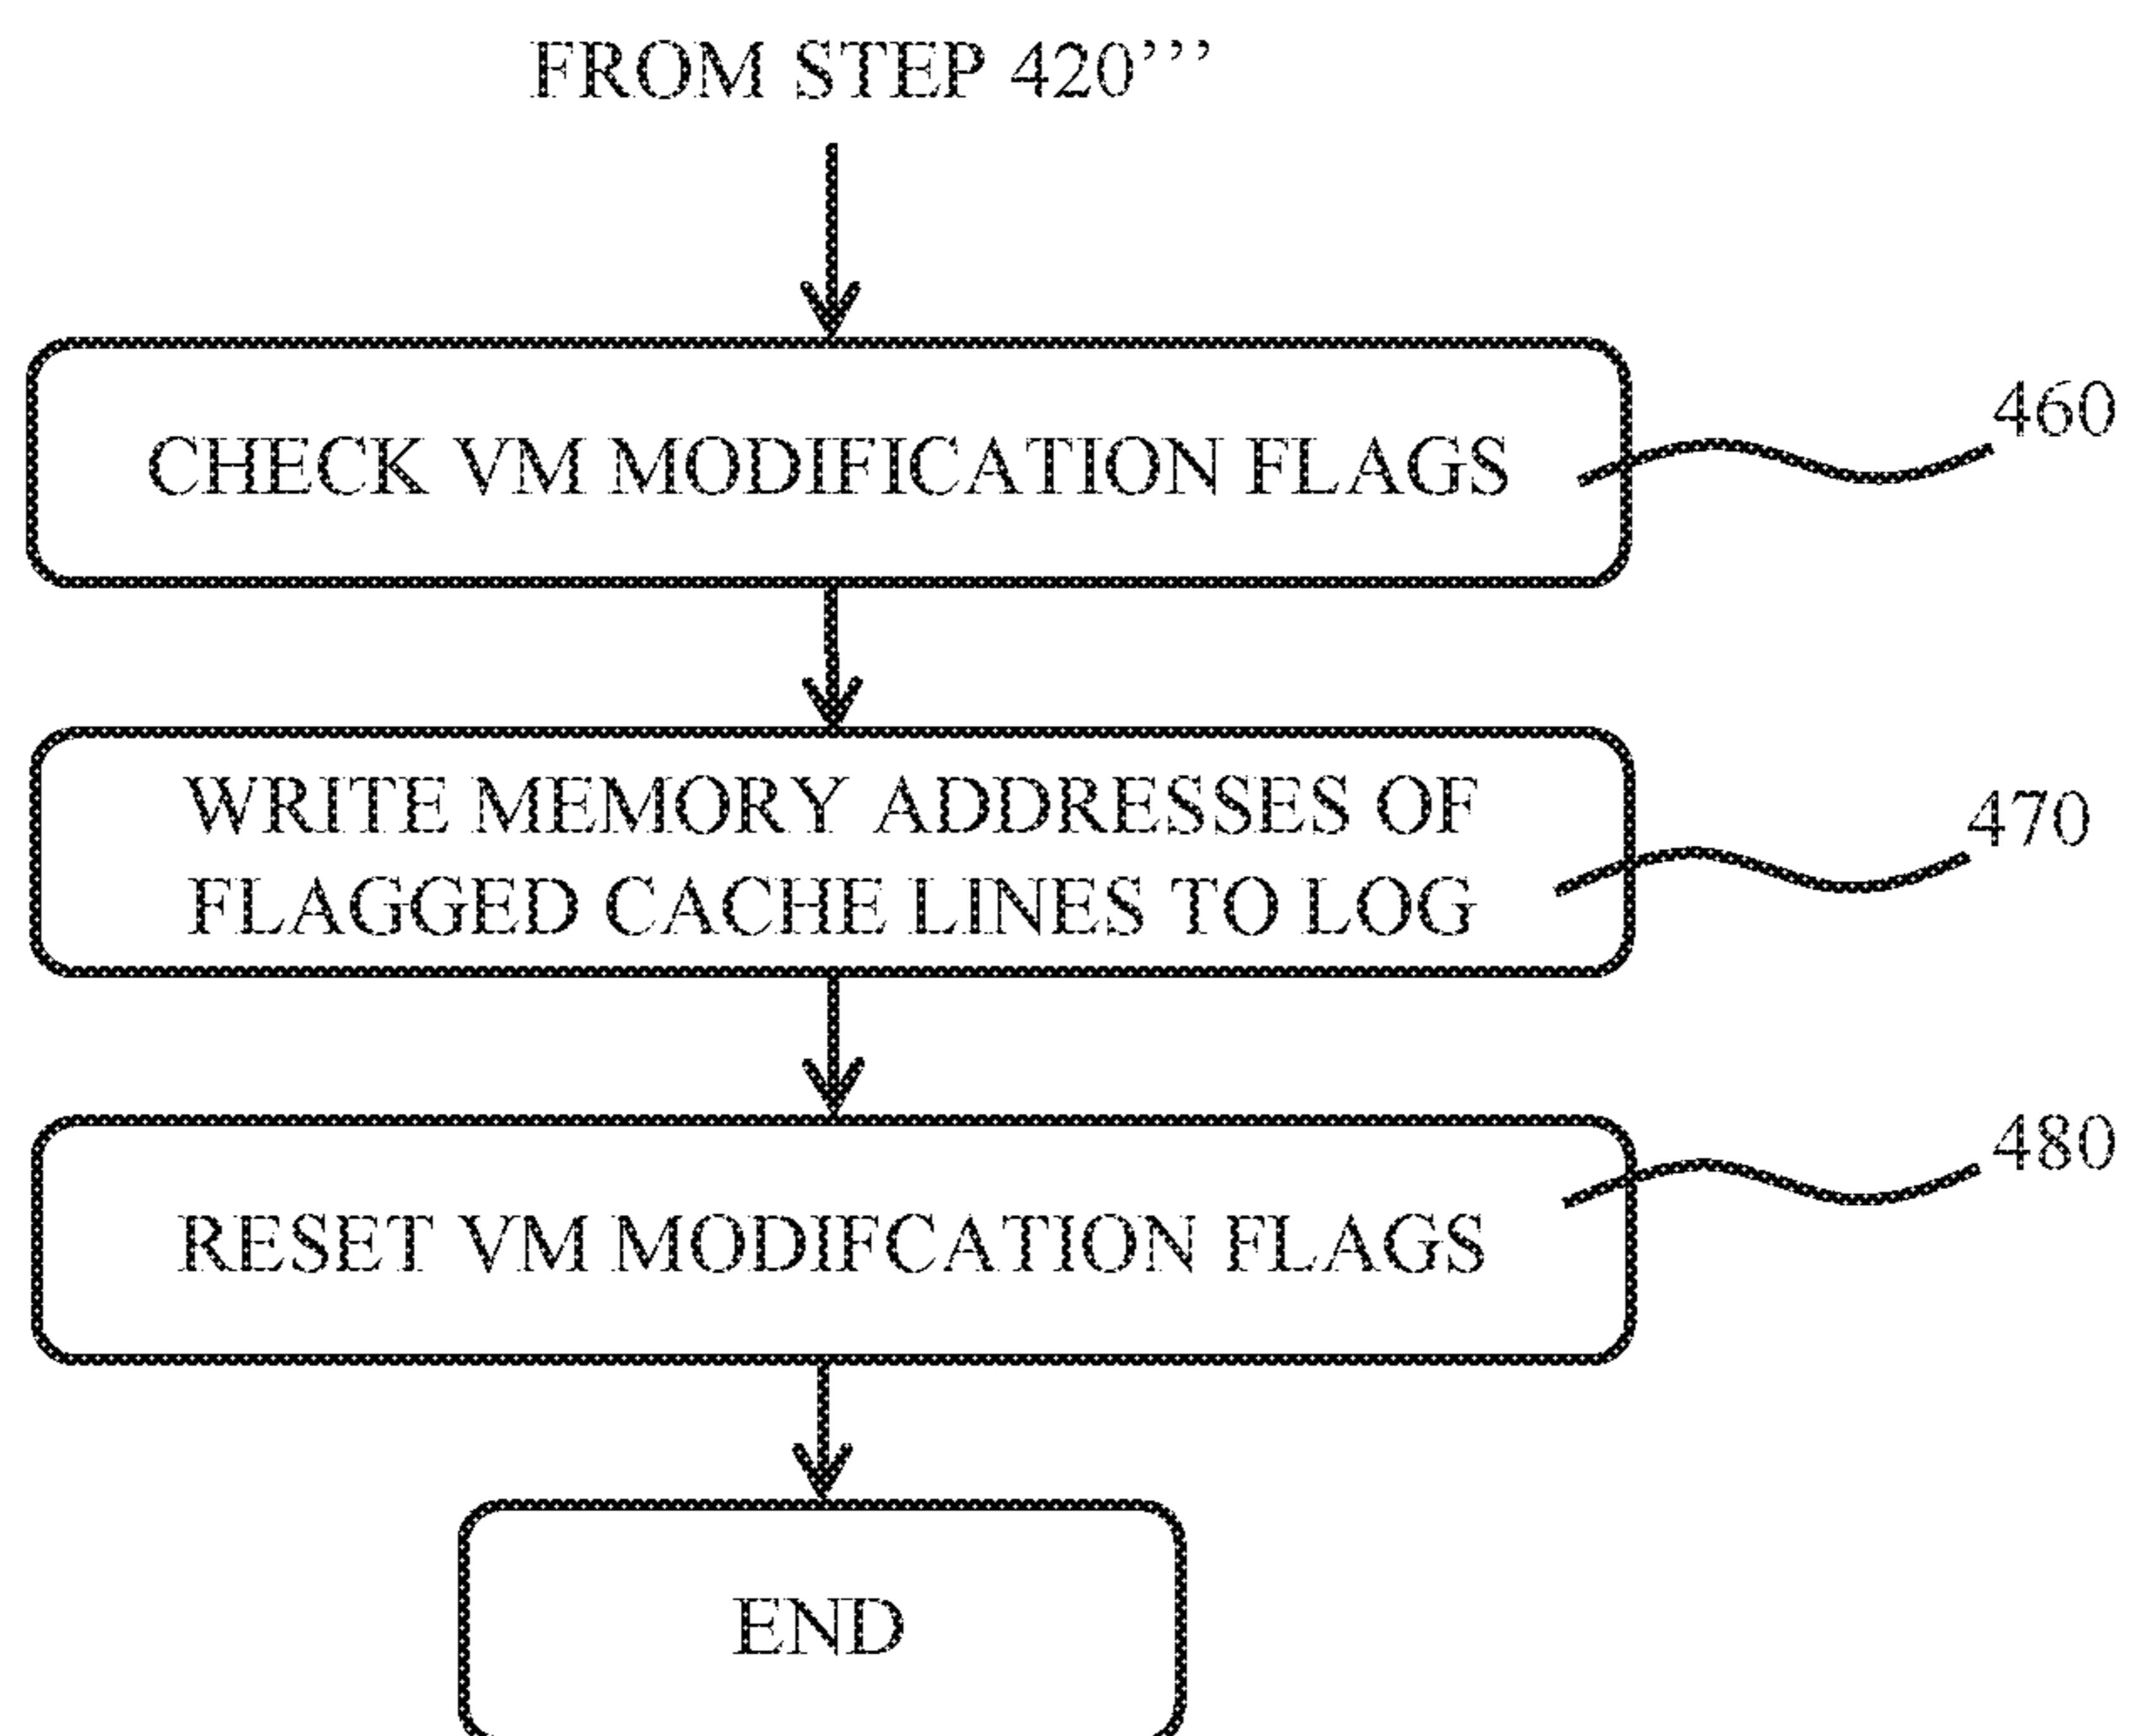 FROM STEP 420’’’
CHECK VM MODIFICATION FLAGS
460
WRITE MEMORY ADDRESSES OF
FLAGGED CACHE LINES TO LOG
470
480
RESET VM MODIFCATION FLAGS
END